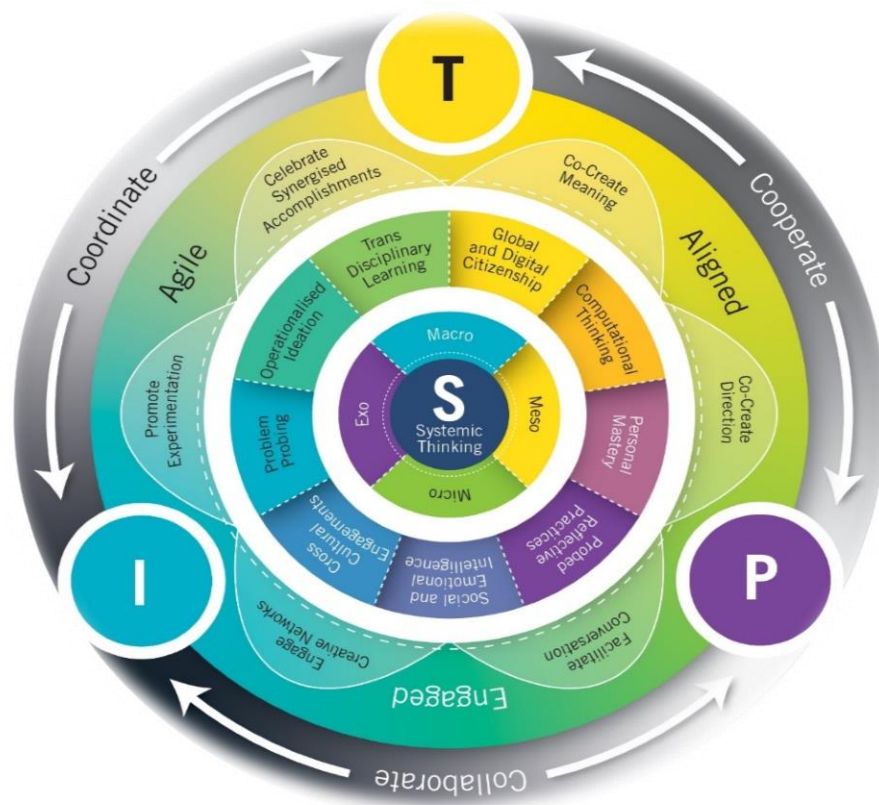 T
Coordinate
Cooperate
Celebrate
Synergised
Accomplishments
Co-Create
Meaning
Agile
Aligned
Trans
Disciplinary
Learning
Global
and Digital
Citizenship
Operationalised
Ideation
Computational
Thinking
Macro
Promote
Experimentation
Problem
Probing
Exo
S
Systemic
Thinking
Meso
Personal
Mastery
Co-Create
Direction
Micro
Cross
Cultural
Engagements
Social and
Emotional
Intelligence
Probed
Reflective
Practices
I
P
Engage
Creative Networks
Facilitate
Conversation
Engaged
Collaborate